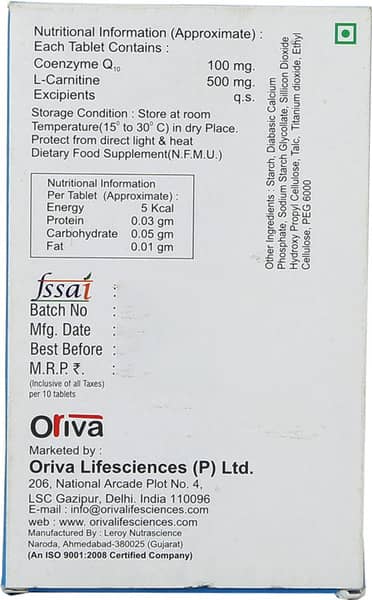 Nutritional Information (Approximate) :
Each Tablet Contains :
Coenzyme Q10 100 mg.
L-Carnitine 500 mg.
Excipients q.s.
Storage Condition : Store at room
Temperature(15° to 30° C) in dry Place.
Protect from direct light & heat
Dietary Food Supplement(N.F.M.U.)
Other Ingredients : Starch, Diabasic Calcium
Phosphate, Sodium Starch Glycollate, Sillicon Dioxide
Hydroxy Propyl Cellulose, Talc, Titanium dioxide, Ethyl
Cellulose, PEG 6000
Nutritional Information
Per Tablet (Approximate) :
Energy 5 Kcal
Protein 0.03 gm
Carbohydrate 0.05 gm
Fat 0.01 gm
fssai :
Batch No :
Mfg. Date :
Best Before :
M.R.P. ₹. :
(Inclusive of all Taxes)
per 10 tablets
Oriva
Marketed by :
Oriva Lifesciences (P) Ltd.
206, National Arcade Plot No. 4,
LSC Gazipur, Delhi. India 110096
E-mail : info@orivalifesciences.com
web : www.orivalifesciences.com
Manufactured By : Leroy Nutrascience
Naroda, Ahmedabad-380025 (Gujarat)
(An ISO 9001:2008 Certified Company)